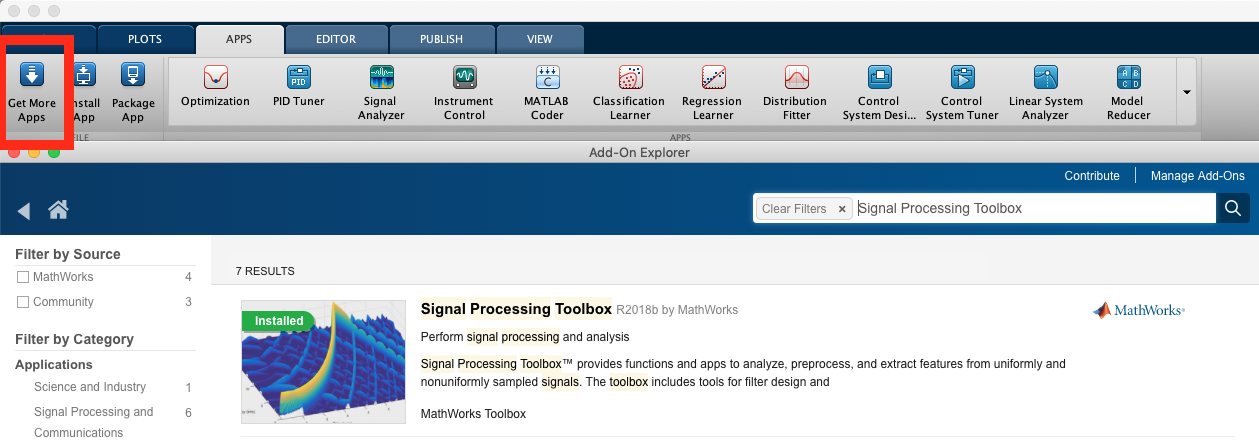 PLOTS
APPS
EDITOR
PUBLISH
VIEW
Get More
Apps
nstall
App
Package
App
Optimization
PID
PID Tuner
Signal
Analyzer
Instrument
Control
C
MATLAB
Coder
Classification
Learner
Regression
Learner
Distribution
Fitter
Control
System Desi...
Control
System Tuner
Linear System
Analyzer
A B
C D
Model
Reducer
FILE
APPS
Add-On Explorer
Contribute
Manage Add-Ons
Clear Filters ×
Signal Processing Toolbox
Filter by Source
MathWorks 4
Community 3
Filter by Category
Applications
Science and Industry 1
Signal Processing and 6
Communications
7 RESULTS
Installed
Signal Processing Toolbox R2018b by MathWorks
MathWorks®
Perform signal processing and analysis
Signal Processing Toolbox™ provides functions and apps to analyze, preprocess, and extract features from uniformly and
nonuniformly sampled signals. The toolbox includes tools for filter design and
MathWorks Toolbox